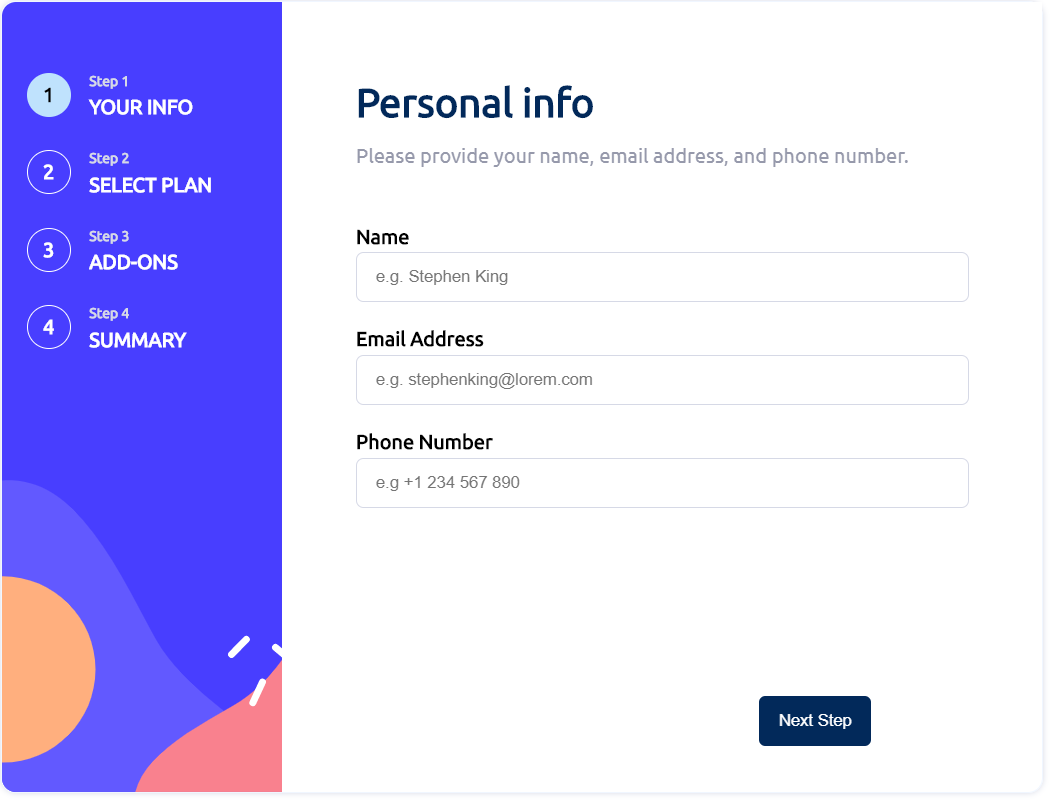 1
Step 1
YOUR INFO
2
Step 2
SELECT PLAN
3
Step 3
ADD-ONS
4
Step 4
SUMMARY
Personal info
Please provide your name, email address, and phone number.
Name
e.g. Stephen King
Email Address
e.g. stephenking@lorem.com
Phone Number
e.g +1 234 567 890
Next Step